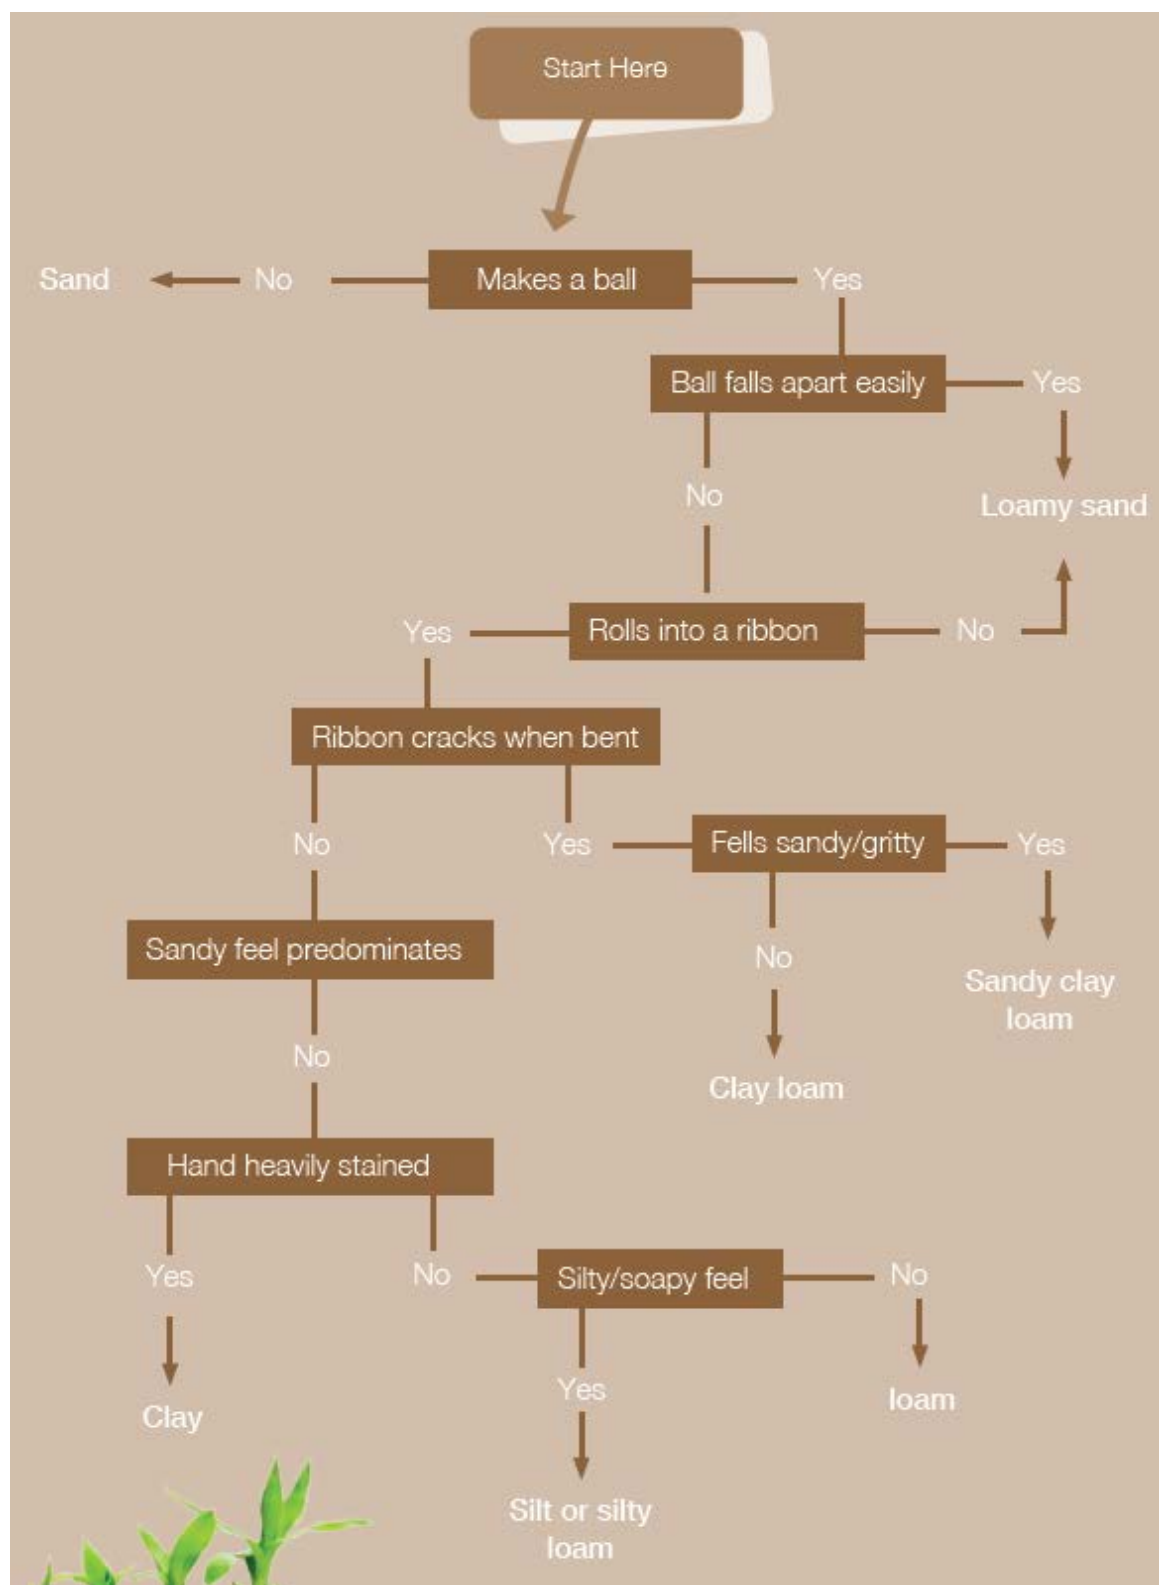 Start Here
Sand
No
Makes a ball
Yes
Ball falls apart easily
Yes
No
Loamy sand
Yes
Rolls into a ribbon
No
Ribbon cracks when bent
No
Yes
Fells sandy/gritty
Yes
Sandy feel predominates
No
Sandy clay
loam
No
Clay loam
Hand heavily stained
Yes
No
Silty/soapy feel
No
Yes
loam
Clay
Silt or silty
loam